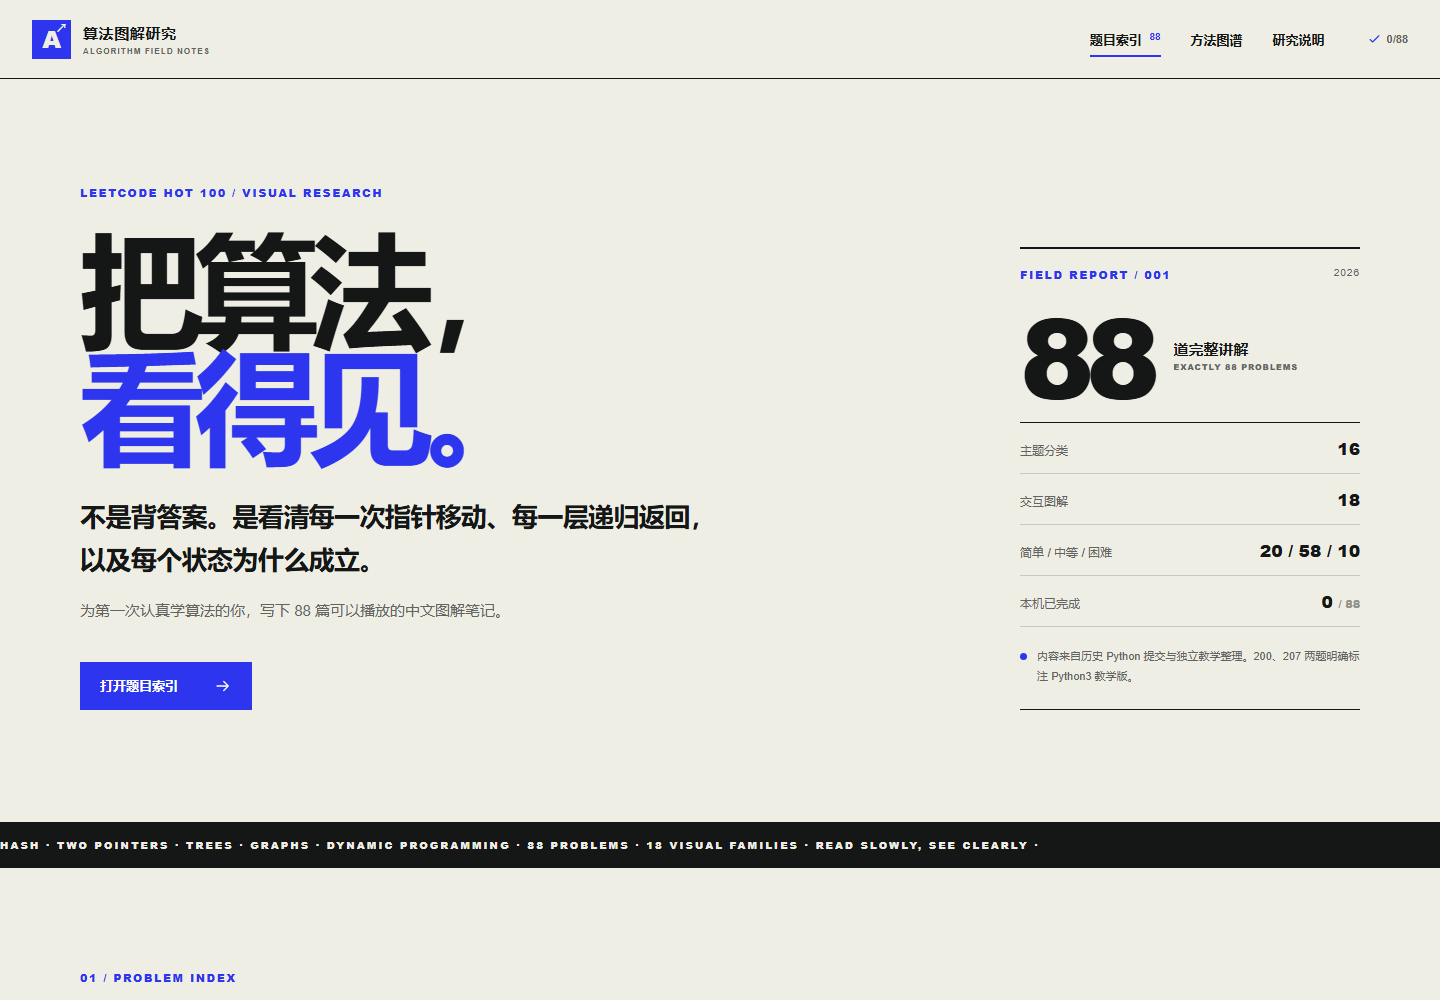 A
算法图解研究
ALGORITHM FIELD NOTES
题目索引 88
方法图谱
研究说明
0/88
LEETCODE HOT 100 / VISUAL RESEARCH
把算法,
看得见。
不是背答案。是看清每一次指针移动、每一层递归返回,
以及每个状态为什么成立。
为第一次认真学算法的你，写下 88 篇可以播放的中文图解笔记。
打开题目索引
FIELD REPORT / 001
2026
88
道完整讲解
EXACTLY 88 PROBLEMS
主题分类 16
交互图解 18
简单 / 中等 / 困难 20 / 58 / 10
本机已完成 0 / 88
内容来自历史 Python 提交与独立教学整理。200、207 两题明确标
注 Python3 教学版。
HASH · TWO POINTERS · TREES · GRAPHS · DYNAMIC PROGRAMMING · 88 PROBLEMS · 18 VISUAL FAMILIES · READ SLOWLY, SEE CLEARLY ·
01 / PROBLEM INDEX